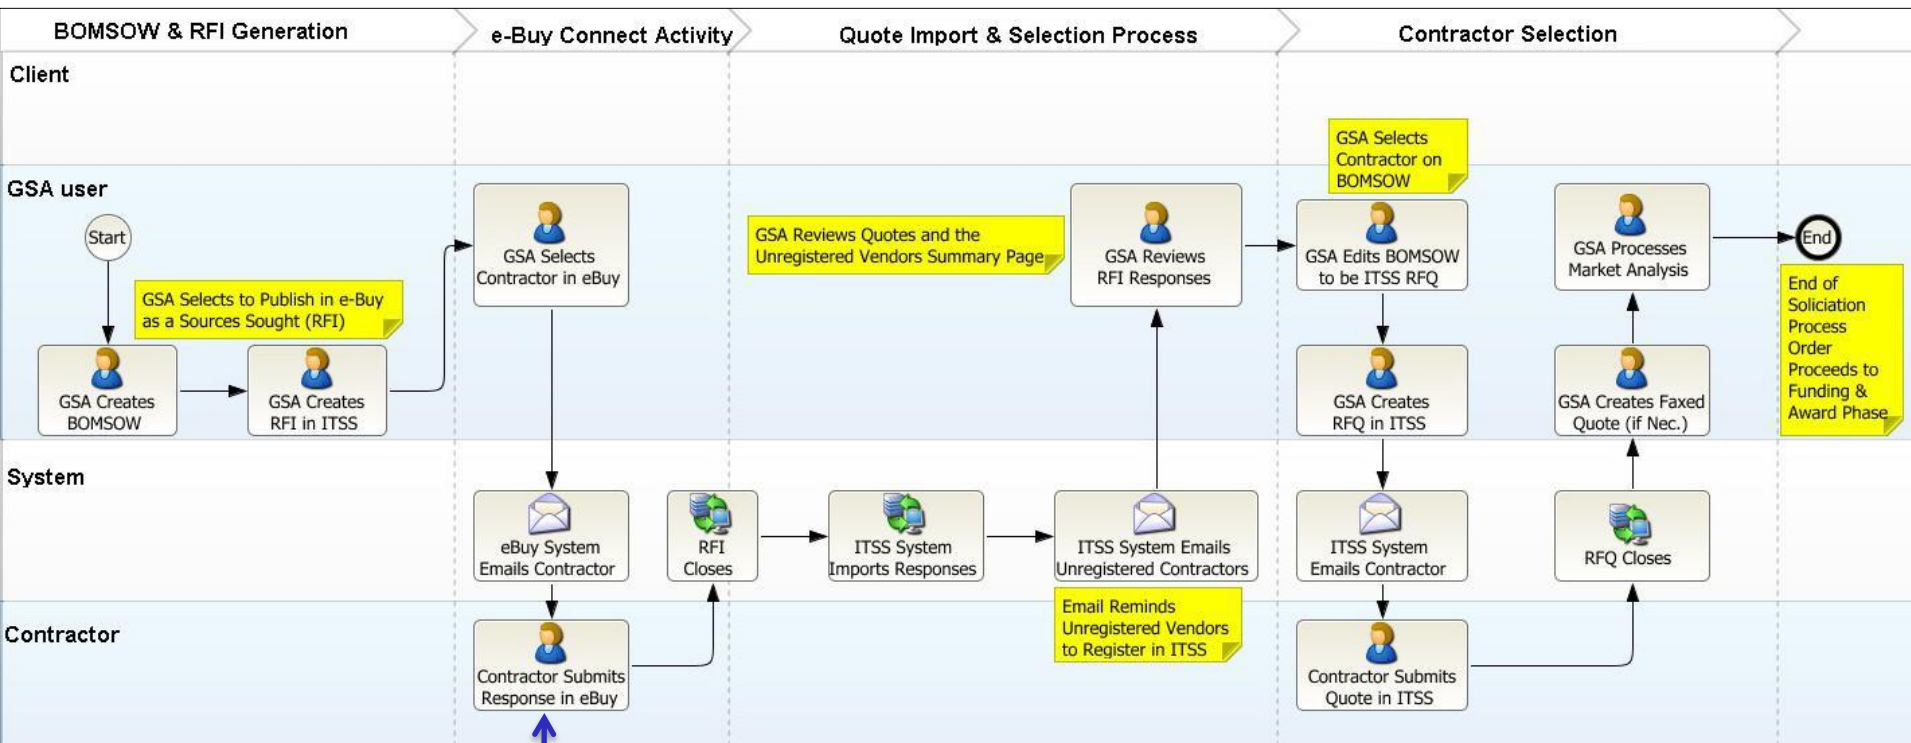 BOMSOW & RFI Generation
e-Buy Connect Activity
Quote Import & Selection Process
Contractor Selection
Client
GSA Selects
Contractor on
BOMSOW
GSA user
Start
GSA Selects to Publish in e-Buy
as a Sources Sought (RFI)
GSA Creates
BOMSOW
GSA Creates
RFI in ITSS
GSA Selects
Contractor in eBuy
GSA Reviews Quotes and the
Unregistered Vendors Summary Page
GSA Reviews
RFI Responses
GSA Edits BOMSOW
to be ITSS RFQ
GSA Creates
RFQ in ITSS
GSA Processes
Market Analysis
GSA Creates Faxed
Quote (if Nec.)
End
End of
Soliciation
Process
Order
Proceeds to
Funding &
Award Phase
System
eBuy System
Emails Contractor
RFI
Closes
ITSS System
Imports Responses
ITSS System Emails
Unregistered Contractors
Email Reminds
Unregistered Vendors
to Register in ITSS
ITSS System
Emails Contractor
RFQ Closes
Contractor
Contractor Submits
Response in eBuy
Contractor Submits
Quote in ITSS